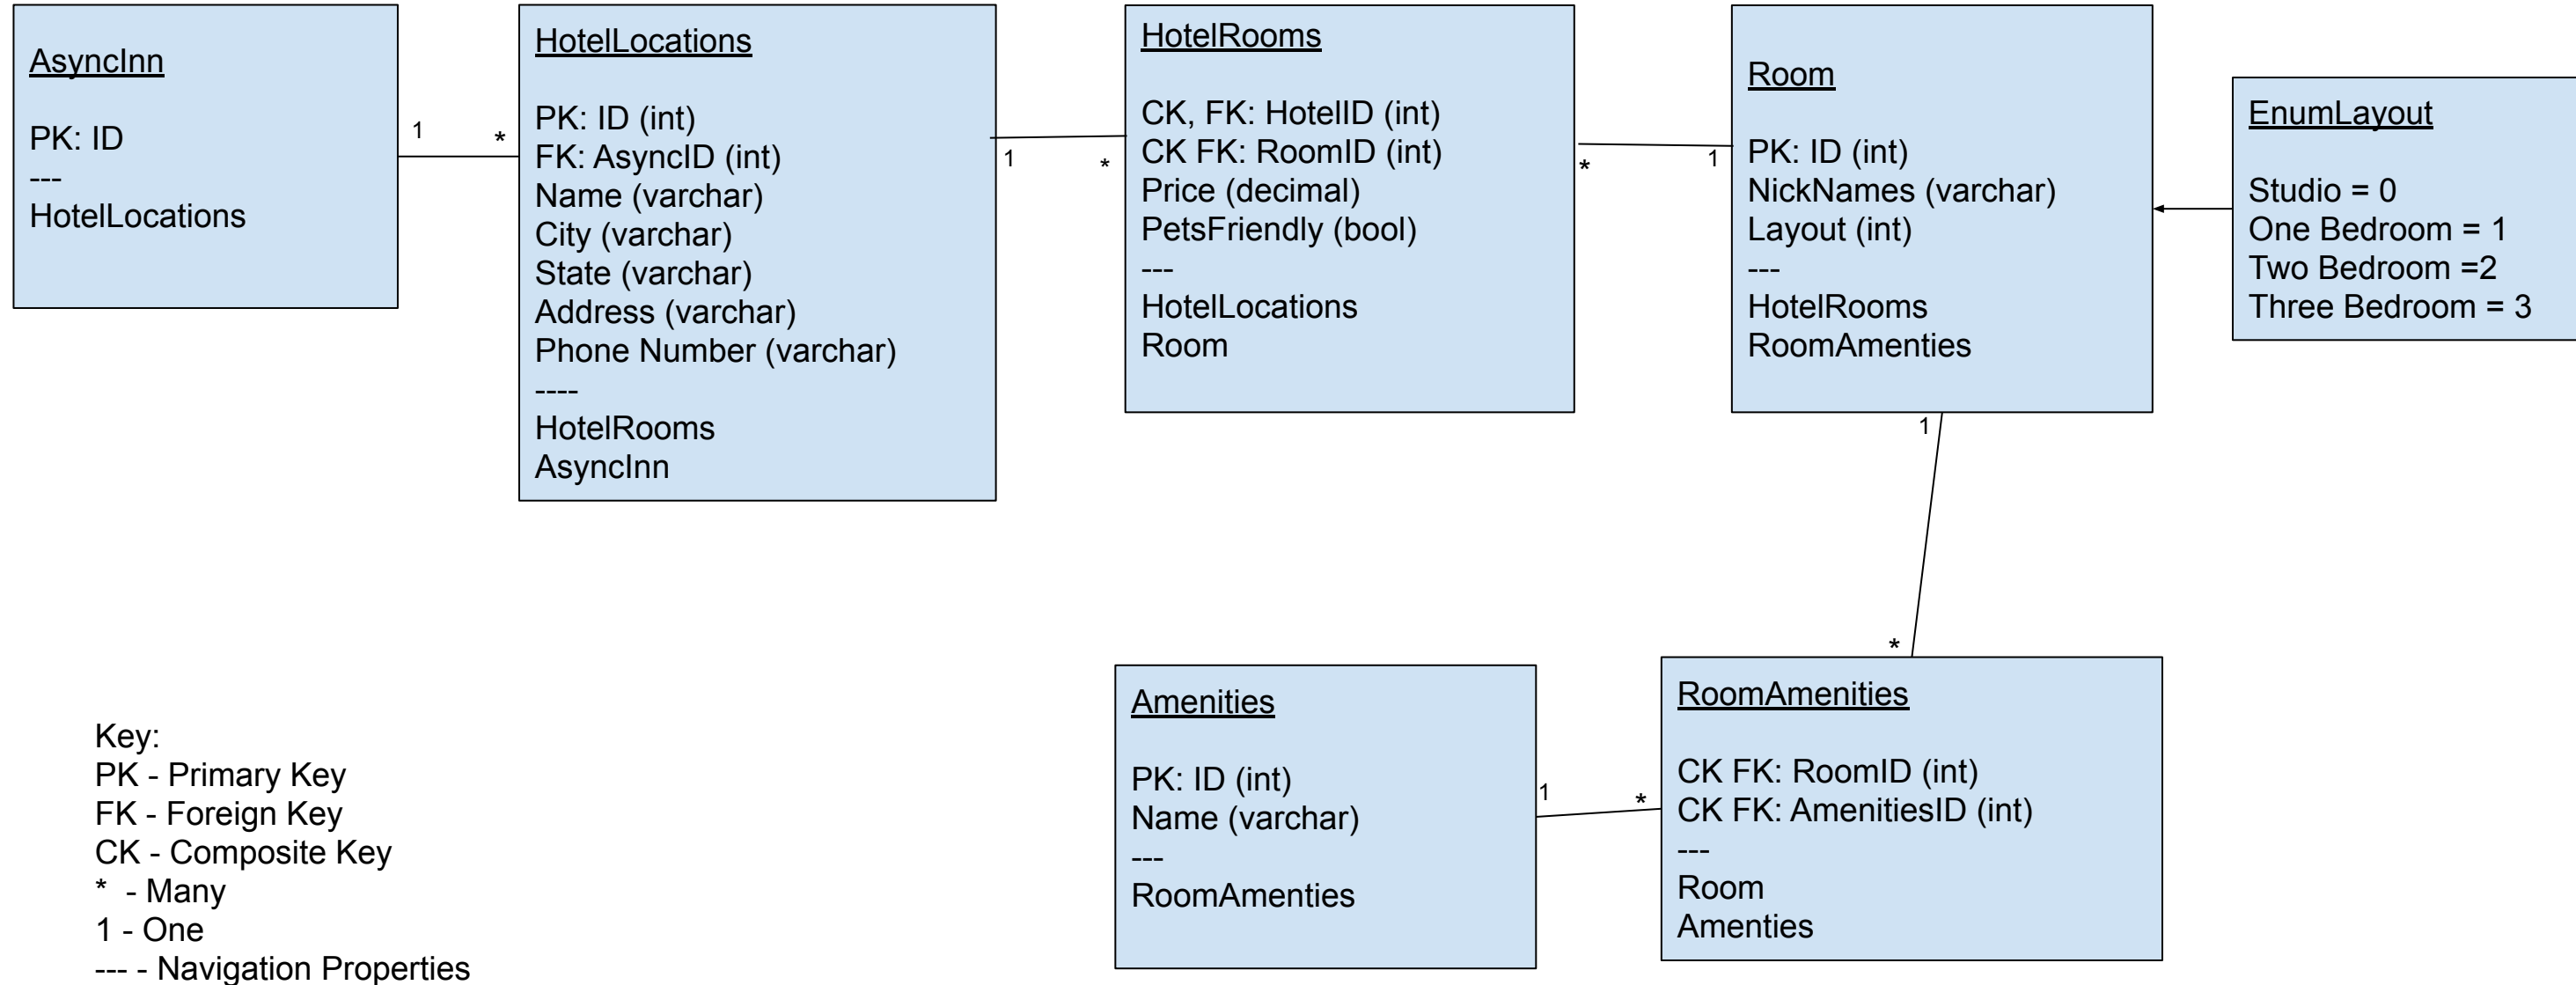 AsyncInn
PK: ID
---
HotelLocations
1
*
HotelLocations
PK: ID (int)
FK: AsyncID (int)
Name (varchar)
City (varchar)
State (varchar)
Address (varchar)
Phone Number (varchar)
----
HotelRooms
AsyncInn
1
*
HotelRooms
CK, FK: HotelID (int)
CK FK: RoomID (int)
Price (decimal)
PetsFriendly (bool)
---
HotelLocations
Room
*
1
Room
PK: ID (int)
NickNames (varchar)
Layout (int)
---
HotelRooms
RoomAmenties
EnumLayout
Studio = 0
One Bedroom = 1
Two Bedroom =2
Three Bedroom = 3
1
*
Amenities
PK: ID (int)
Name (varchar)
---
RoomAmenties
1
*
RoomAmenities
CK FK: RoomID (int)
CK FK: AmenitiesID (int)
---
Room
Amenties
Key:
PK - Primary Key
FK - Foreign Key
CK - Composite Key
* - Many
1 - One
--- - Navigation Properties